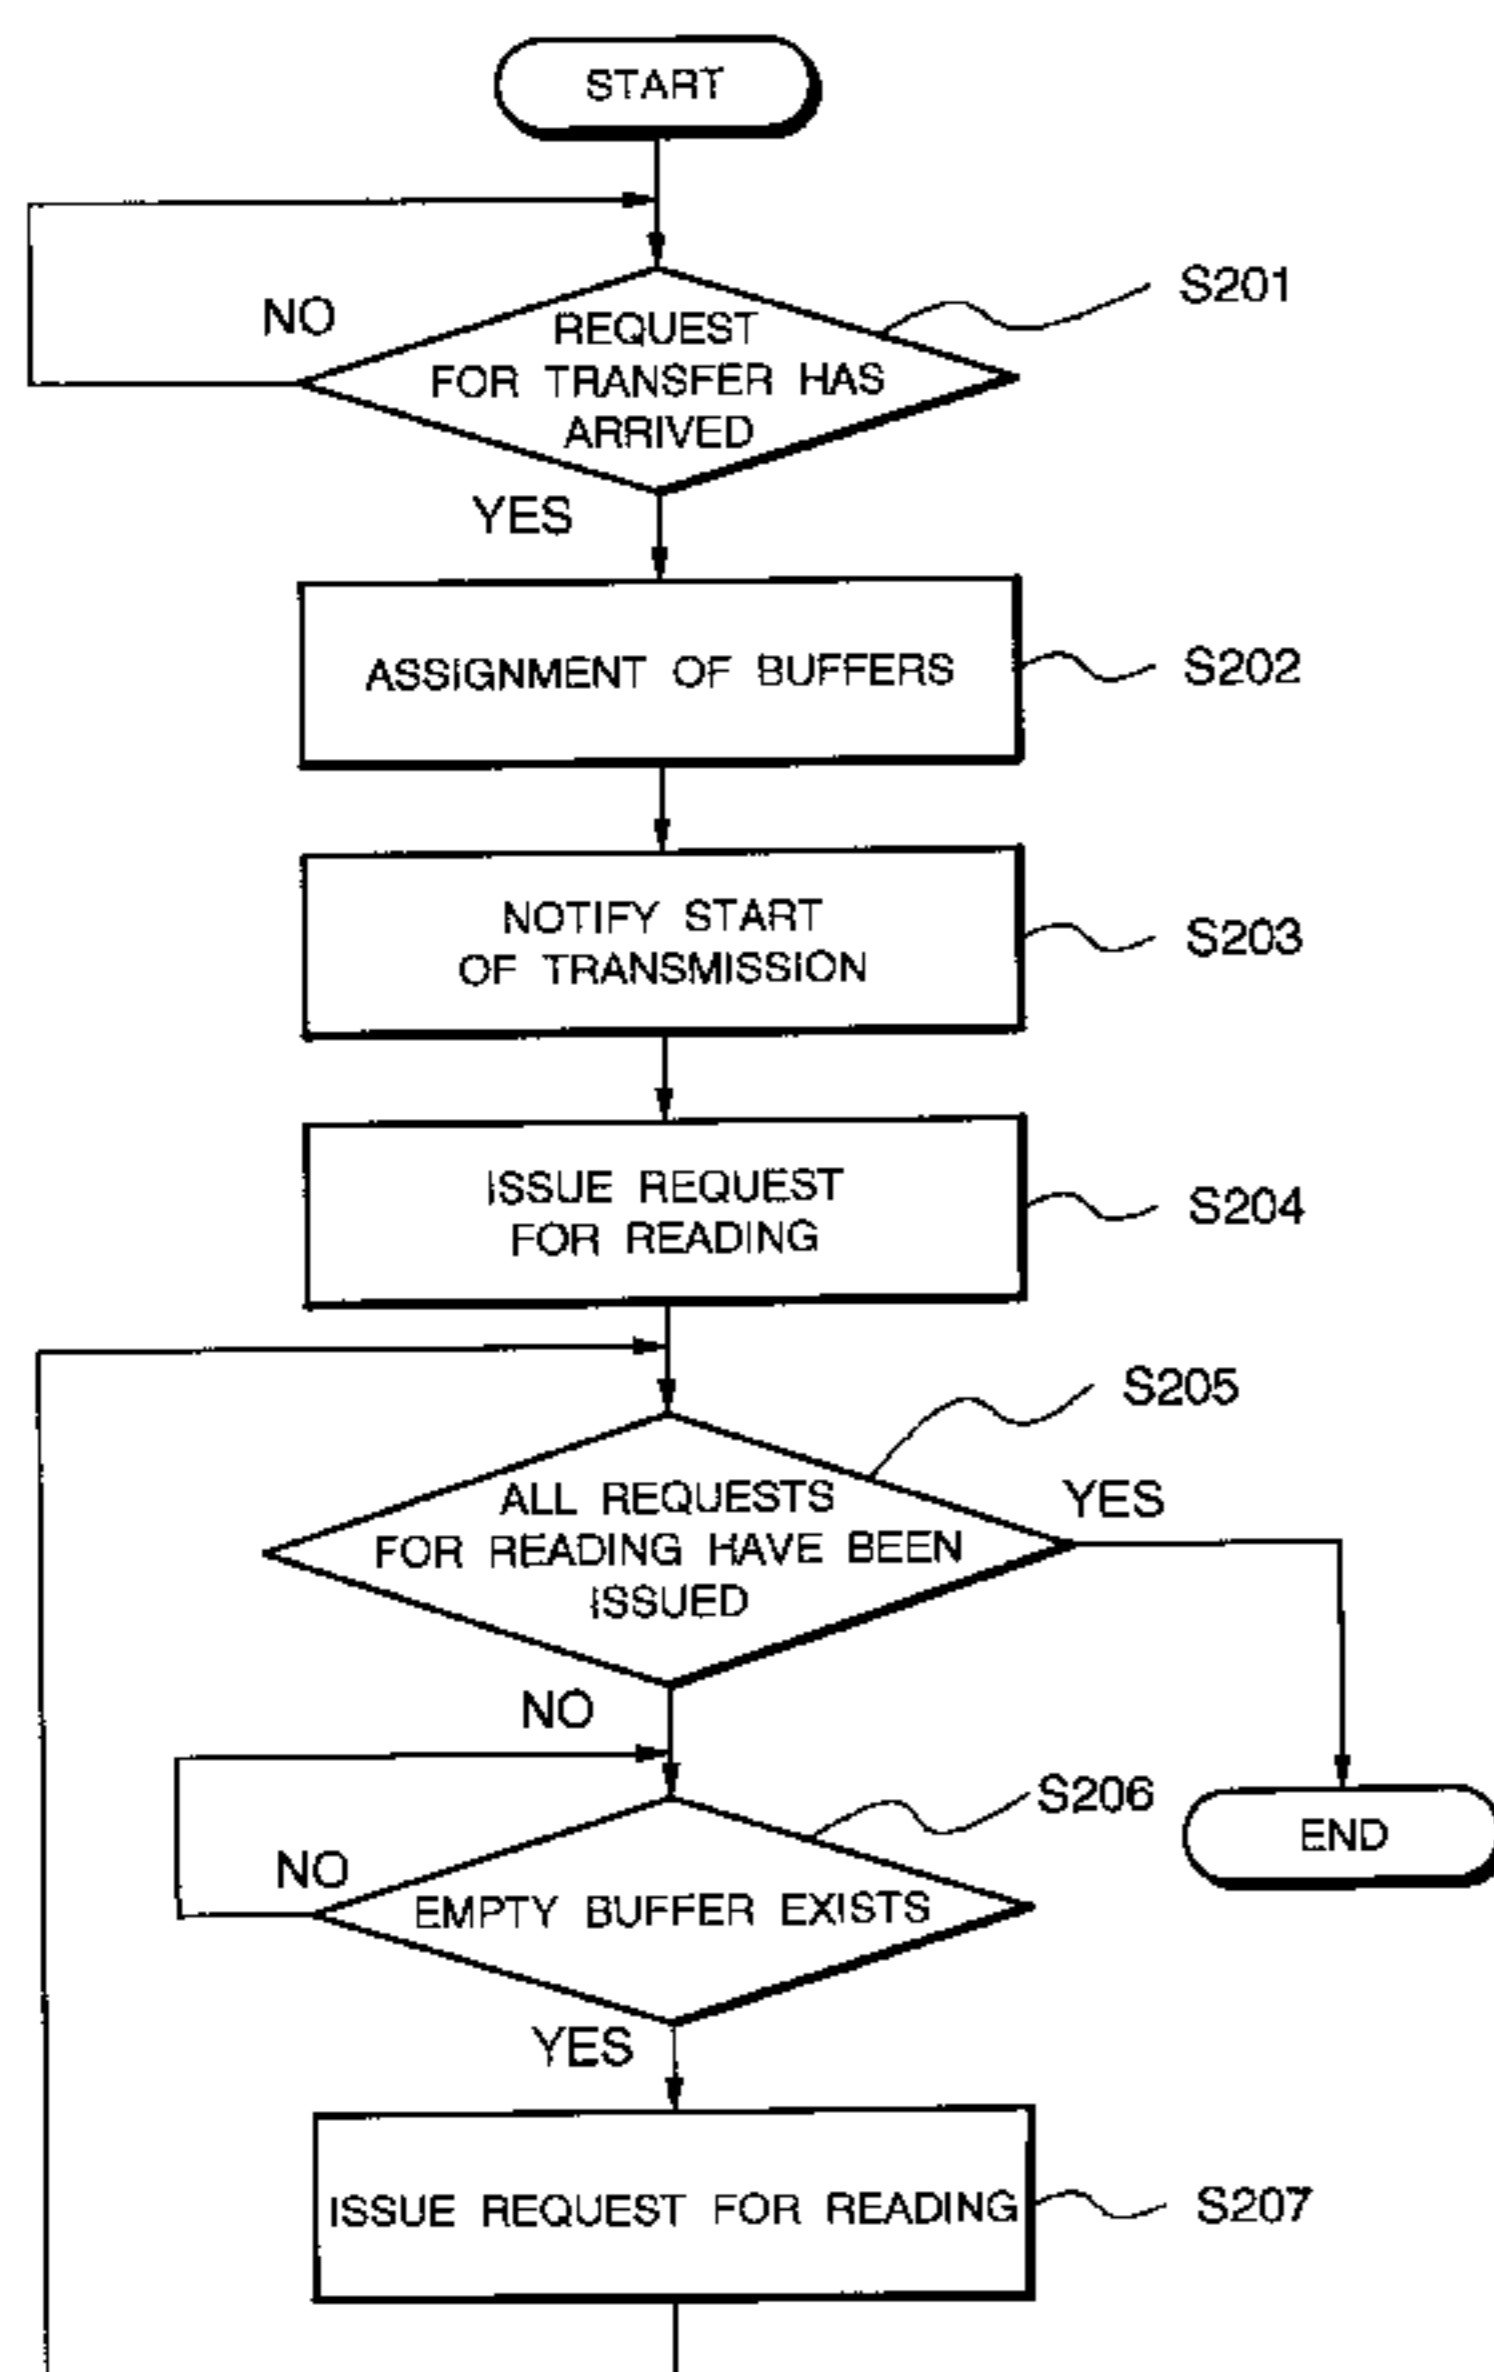 START
NO
S201
REQUEST
FOR TRANSFER HAS
ARRIVED
YES
ASSIGNMENT OF BUFFERS
S202
NOTIFY START
OF TRANSMISSION
S203
ISSUE REQUEST
FOR READING
S204
S205
ALL REQUESTS
FOR READING HAVE BEEN
ISSUED
YES
NO
S206
END
NO
EMPTY BUFFER EXISTS
YES
ISSUE REQUEST FOR READING
S207